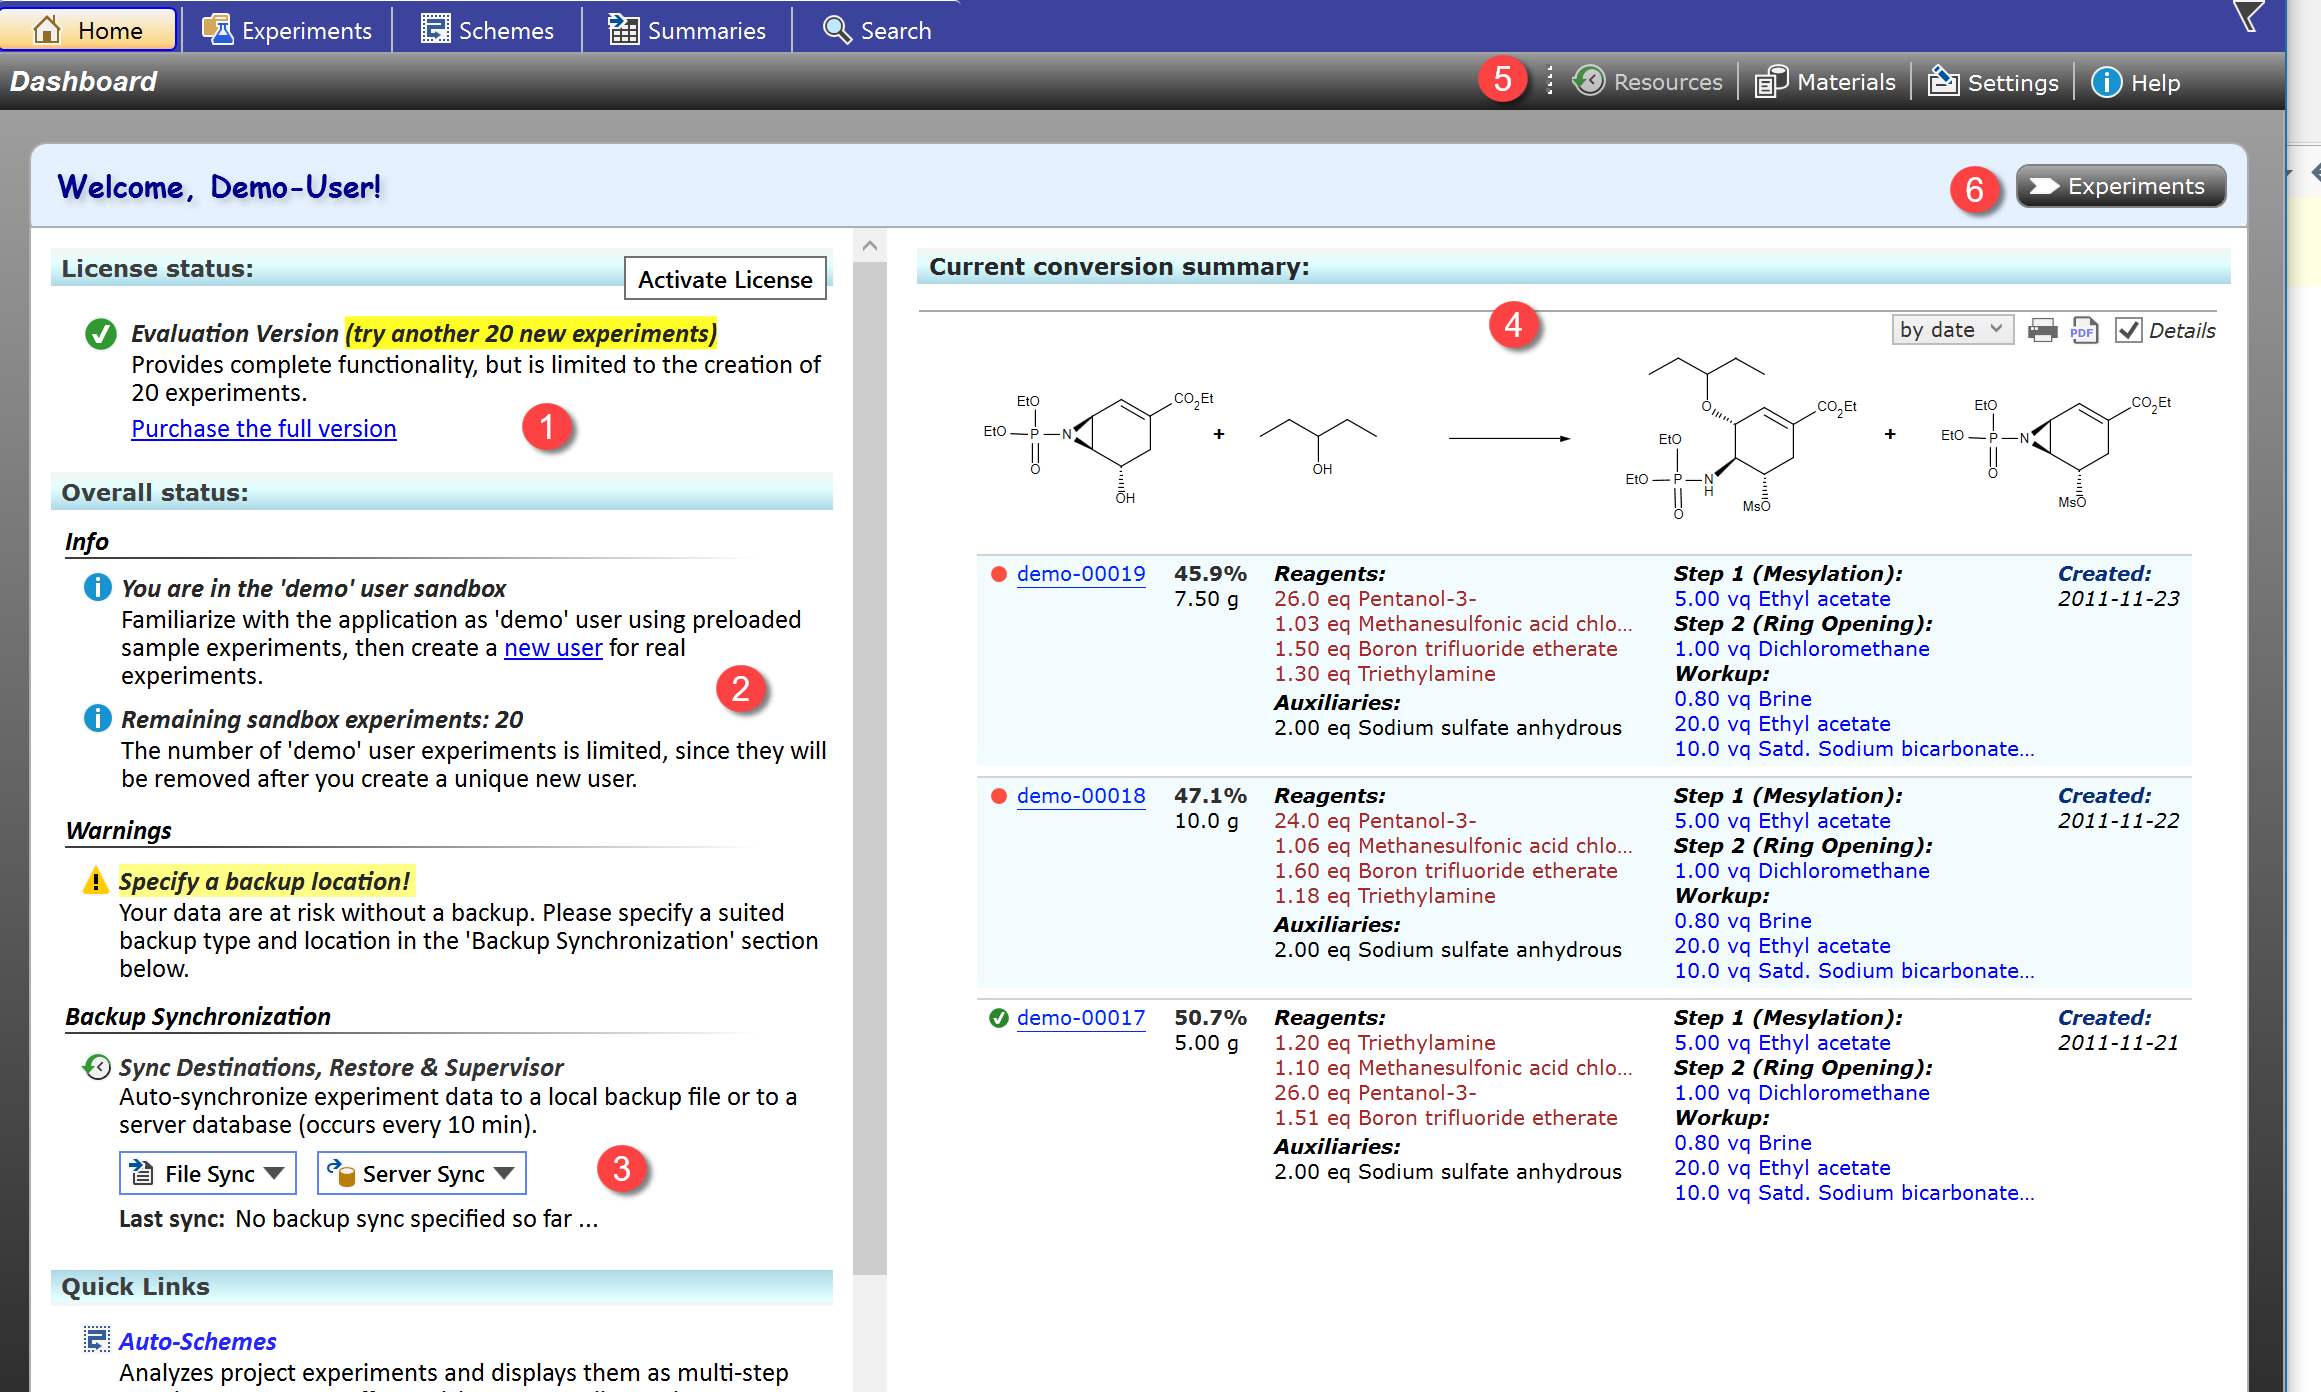 Home
Experiments
Schemes
Summaries
Search
Dashboard
5
Resources
Materials
Settings
Help
Welcome, Demo-User!
6
Experiments
License status:
Activate License
Evaluation Version (try another 20 new experiments)
Provides complete functionality, but is limited to the creation of
20 experiments.
Purchase the full version
1
Overall status:
Info
You are in the 'demo' user sandbox
Familiarize with the application as 'demo' user using preloaded
sample experiments, then create a new user for real
experiments.
2
Remaining sandbox experiments: 20
The number of 'demo' user experiments is limited, since they will
be removed after you create a unique new user.
Warnings
Specify a backup location!
Your data are at risk without a backup. Please specify a suited
backup type and location in the 'Backup Synchronization' section
below.
Backup Synchronization
Sync Destinations, Restore & Supervisor
Auto-synchronize experiment data to a local backup file or to a
server database (occurs every 10 min).
File Sync
Server Sync
3
Last sync: No backup sync specified so far ...
Quick Links
Auto-Schemes
Analyzes project experiments and displays them as multi-step
Current conversion summary:
4
by date
PDF
Details
EtO
EtO
P
N
O
CO2Et
OH
+
OH
O
CO2Et
EtO
EtO
P
N
H
O
MsO
+
EtO
EtO
P
N
O
CO2Et
MsO
demo-00019
45.9%
7.50 g
Reagents:
26.0 eq Pentanol-3-
1.03 eq Methanesulfonic acid chlo...
1.50 eq Boron trifluoride etherate
1.30 eq Triethylamine
Auxiliaries:
2.00 eq Sodium sulfate anhydrous
Step 1 (Mesylation):
5.00 vq Ethyl acetate
Step 2 (Ring Opening):
1.00 vq Dichloromethane
Workup:
0.80 vq Brine
20.0 vq Ethyl acetate
10.0 vq Satd. Sodium bicarbonate...
Created:
2011-11-23
demo-00018
47.1%
10.0 g
Reagents:
24.0 eq Pentanol-3-
1.06 eq Methanesulfonic acid chlo...
1.60 eq Boron trifluoride etherate
1.18 eq Triethylamine
Auxiliaries:
2.00 eq Sodium sulfate anhydrous
Step 1 (Mesylation):
5.00 vq Ethyl acetate
Step 2 (Ring Opening):
1.00 vq Dichloromethane
Workup:
0.80 vq Brine
20.0 vq Ethyl acetate
10.0 vq Satd. Sodium bicarbonate...
Created:
2011-11-22
demo-00017
50.7%
5.00 g
Reagents:
1.20 eq Triethylamine
1.10 eq Methanesulfonic acid chlo...
26.0 eq Pentanol-3-
1.51 eq Boron trifluoride etherate
Auxiliaries:
2.00 eq Sodium sulfate anhydrous
Step 1 (Mesylation):
5.00 vq Ethyl acetate
Step 2 (Ring Opening):
1.00 vq Dichloromethane
Workup:
0.80 vq Brine
20.0 vq Ethyl acetate
10.0 vq Satd. Sodium bicarbonate...
Created:
2011-11-21